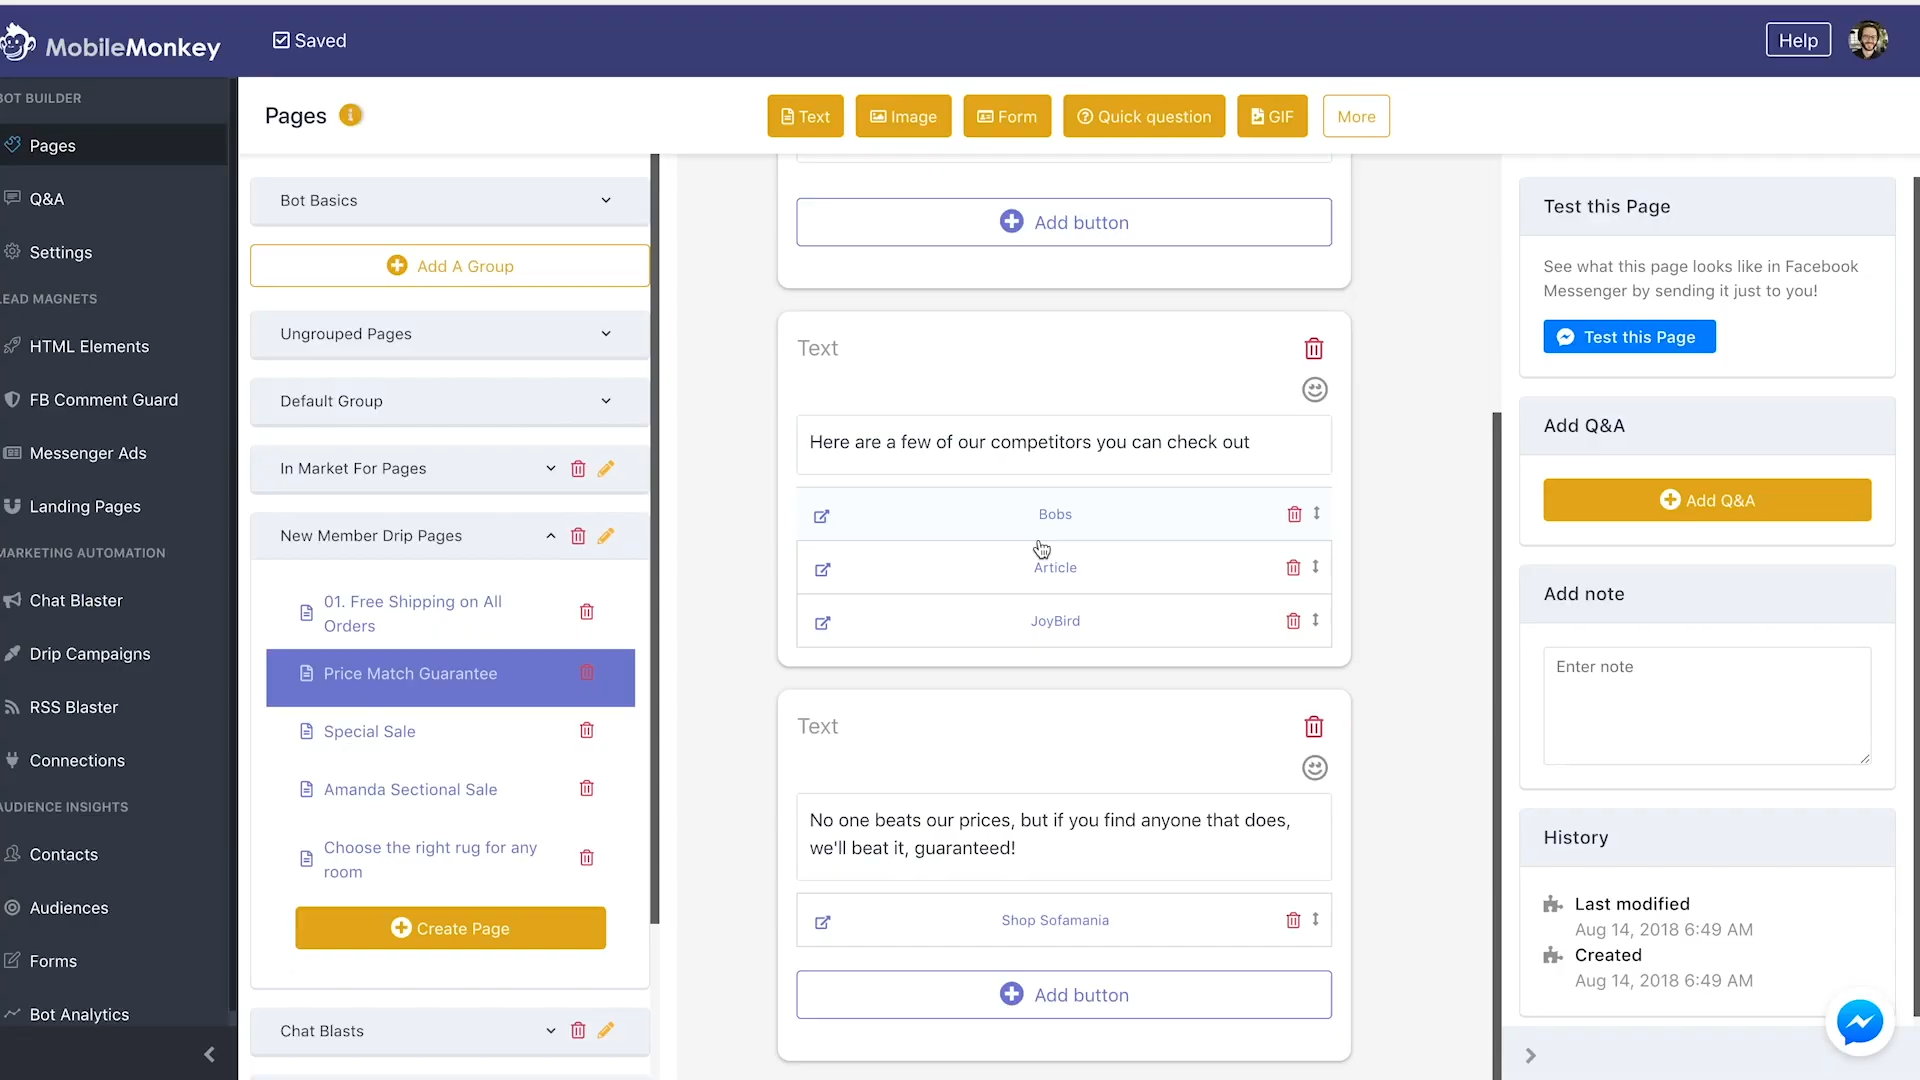 MobileMonkey
Saved
Help
BOT BUILDER
Pages
Q&A
Settings
LEAD MAGNETS
HTML Elements
FB Comment Guard
Messenger Ads
Landing Pages
MARKETING AUTOMATION
Chat Blaster
Drip Campaigns
RSS Blaster
Connections
AUDIENCE INSIGHTS
Contacts
Audiences
Forms
Bot Analytics
Pages
Text
Image
Form
Quick question
GIF
More
Bot Basics
Add A Group
Ungrouped Pages
Default Group
In Market For Pages
New Member Drip Pages
01. Free Shipping on All
Orders
Price Match Guarantee
Special Sale
Amanda Sectional Sale
Choose the right rug for any
room
Create Page
Chat Blasts
Add button
Text
Here are a few of our competitors you can check out
Bobs
Article
JoyBird
Text
No one beats our prices, but if you find anyone that does,
we'll beat it, guaranteed!
Shop Sofamania
Add button
Test this Page
See what this page looks like in Facebook
Messenger by sending it just to you!
Test this Page
Add Q&A
Add Q&A
Add note
Enter note
History
Last modified
Aug 14, 2018 6:49 AM
Created
Aug 14, 2018 6:49 AM